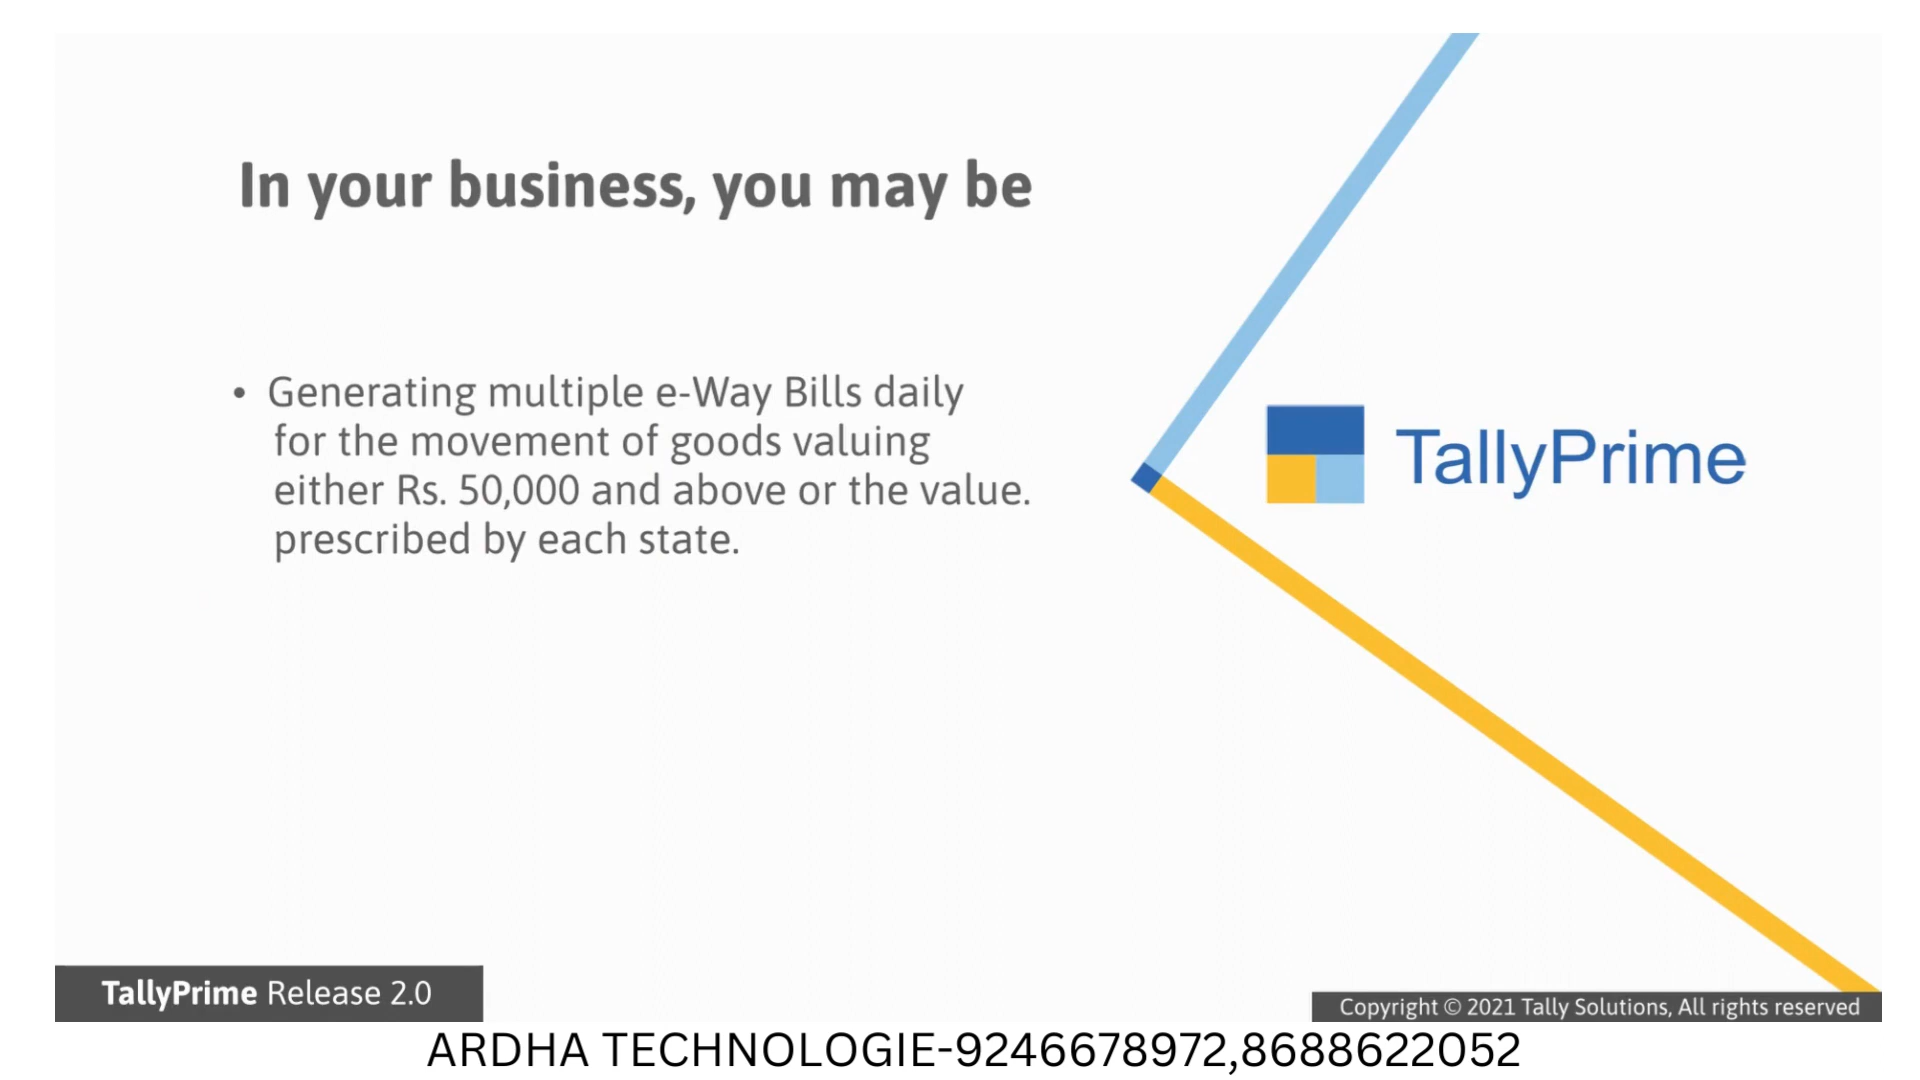 In your business, you may be
• Generating multiple e-Way Bills daily
for the movement of goods valuing
either Rs. 50,000 and above or the value.
prescribed by each state.
TallyPrime
TallyPrime Release 2.0
Copyright © 2021 Tally Solutions, All rights reserved
ARDHA TECHNOLOGIE-9246678972,8688622052